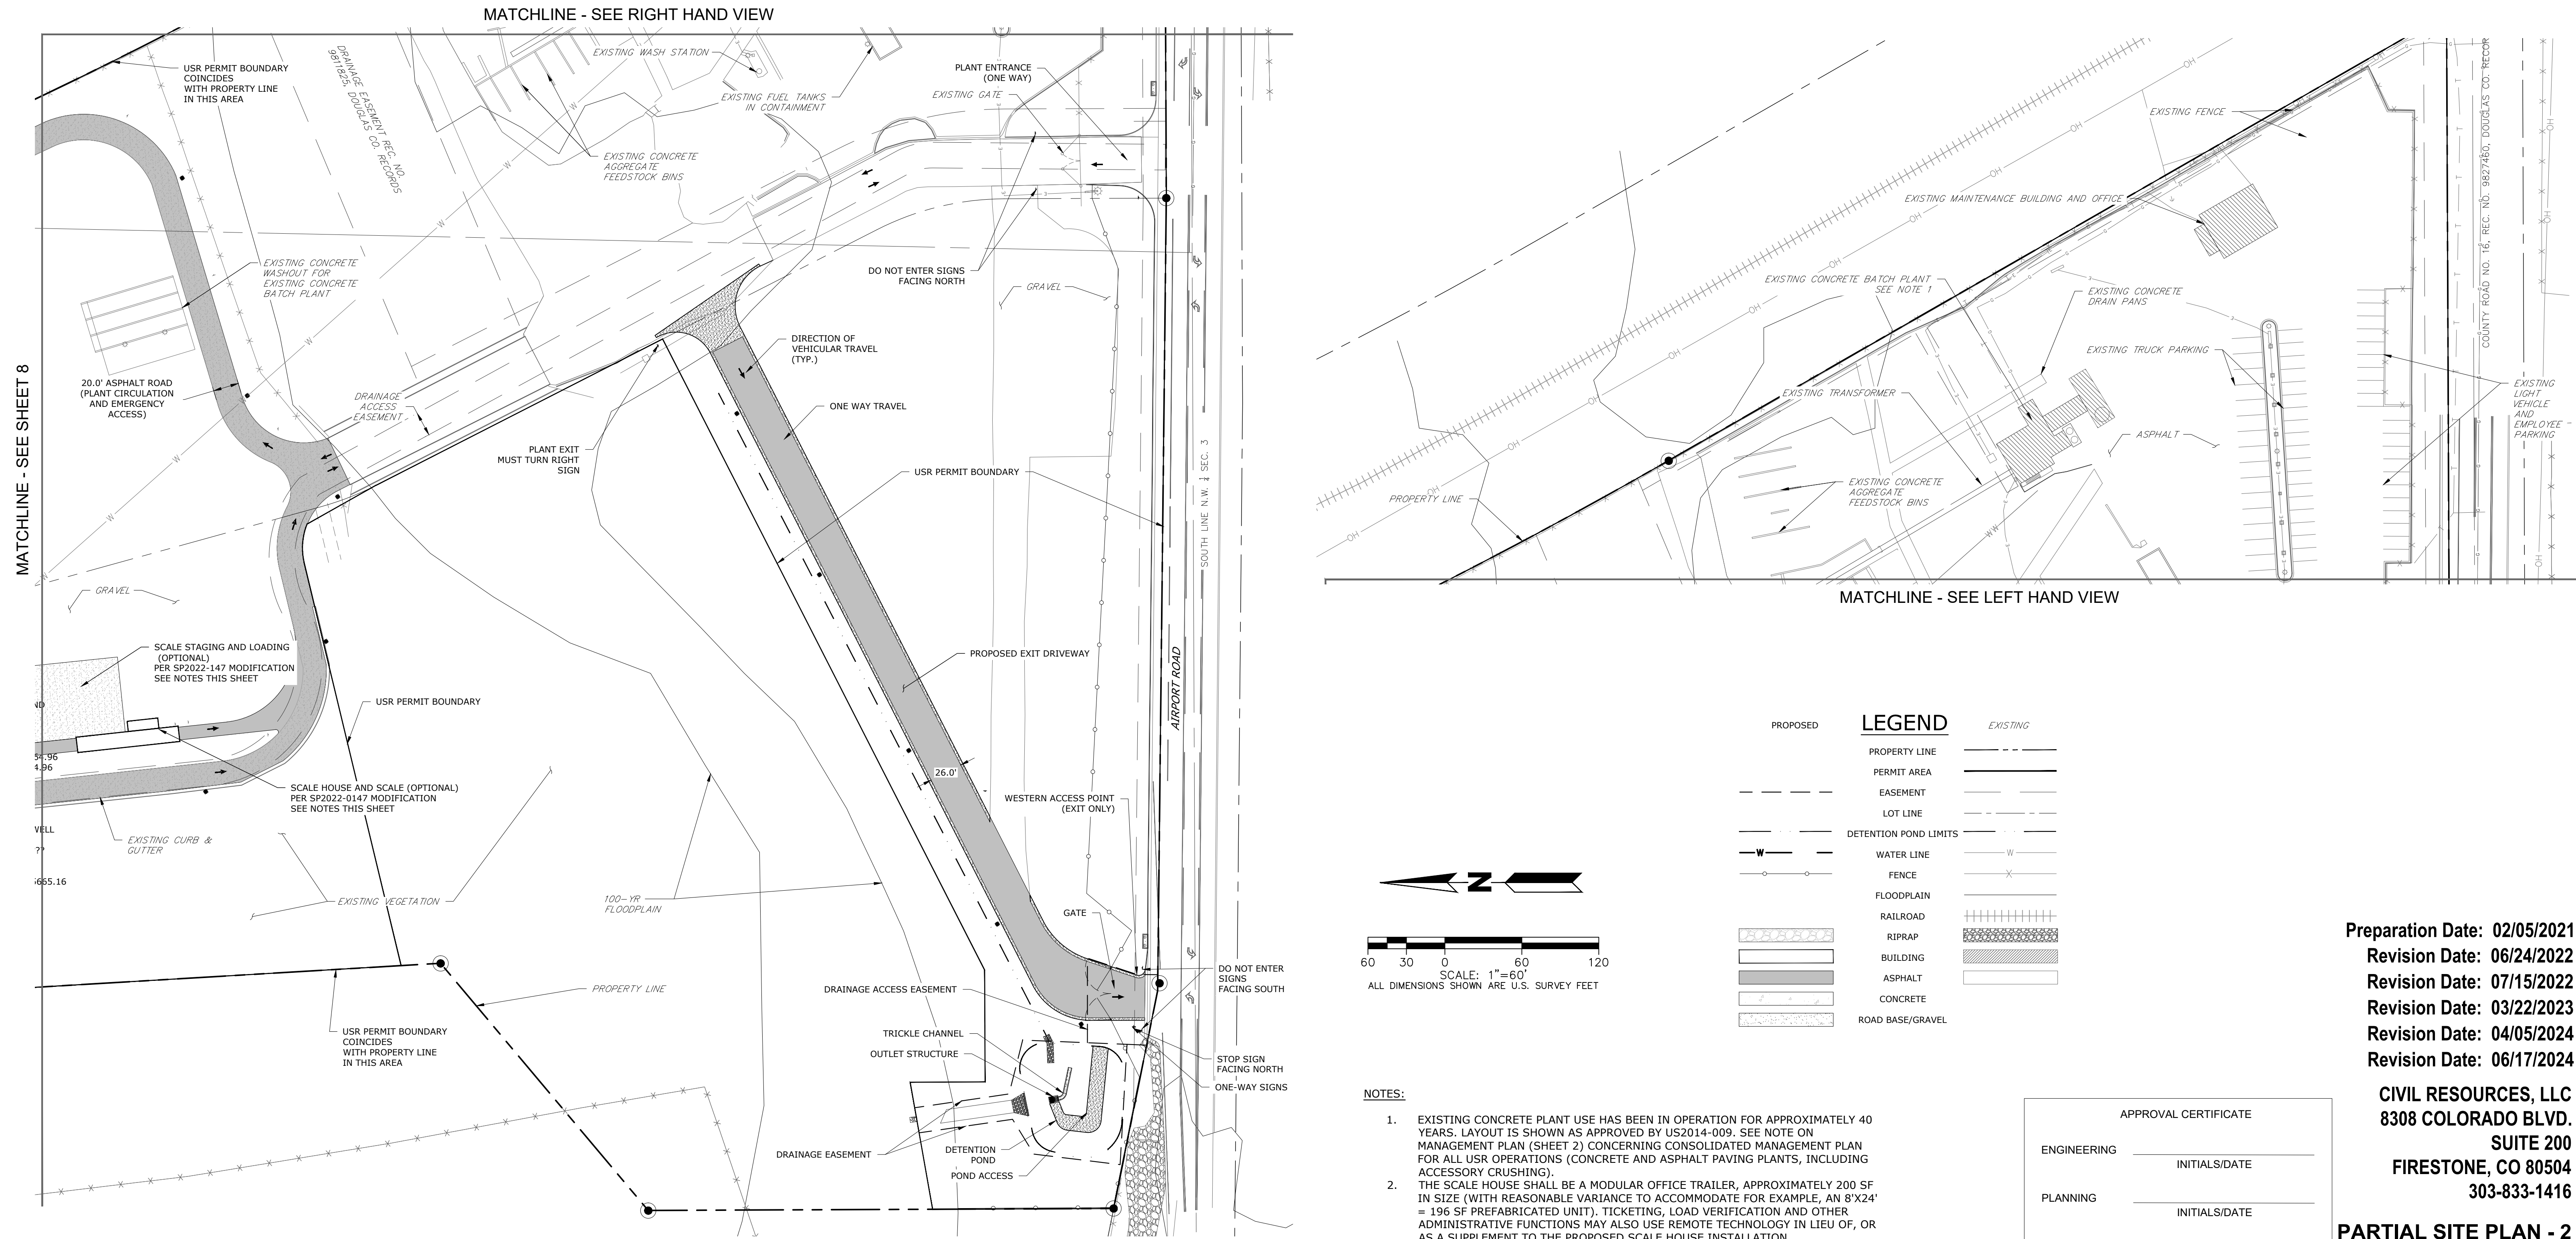 MATCHLINE - SEE RIGHT HAND VIEW
USR PERMIT BOUNDARY
COINCIDES
WITH PROPERTY LINE
IN THIS AREA
DRAINAGE EASEMENT REG. NO.
9811825, DOUGLAS CO. RECORDS
EXISTING WASH STATION
EXISTING FUEL TANKS
IN CONTAINMENT
PLANT ENTRANCE
(ONE WAY)
EXISTING GATE
EXISTING CONCRETE
AGGREGATE
FEEDSTOCK BINS
EXISTING CONCRETE
WASHOUT FOR
EXISTING CONCRETE
BATCH PLANT
DO NOT ENTER SIGNS
FACING NORTH
GRAVEL
MATCHLINE - SEE SHEET 8
20.0' ASPHALT ROAD
(PLANT CIRCULATION
AND EMERGENCY
ACCESS)
DRAINAGE
ACCESS
EASEMENT
DIRECTION OF
VEHICULAR TRAVEL
(TYP.)
ONE WAY TRAVEL
PLANT EXIT
MUST TURN RIGHT
SIGN
USR PERMIT BOUNDARY
SOUTH LINE N.W. ¼ SEC. 3
GRAVEL
SCALE STAGING AND LOADING
(OPTIONAL)
PER SP2022-147 MODIFICATION
SEE NOTES THIS SHEET
USR PERMIT BOUNDARY
PROPOSED EXIT DRIVEWAY
AIRPORT ROAD
ND
54.96
4.96
26.0'
SCALE HOUSE AND SCALE (OPTIONAL)
PER SP2022-0147 MODIFICATION
SEE NOTES THIS SHEET
WESTERN ACCESS POINT
(EXIT ONLY)
WELL
??
EXISTING CURB &
GUTTER
5665.16
EXISTING VEGETATION
100-YR
FLOODPLAIN
GATE
DO NOT ENTER
SIGNS
FACING SOUTH
PROPERTY LINE
DRAINAGE ACCESS EASEMENT
USR PERMIT BOUNDARY
COINCIDES
WITH PROPERTY LINE
IN THIS AREA
TRICKLE CHANNEL
OUTLET STRUCTURE
STOP SIGN
FACING NORTH
ONE-WAY SIGNS
DRAINAGE EASEMENT
DETENTION
POND
POND ACCESS
EXISTING FENCE
COUNTY ROAD NO. 16, REC. NO. 9827460, DOUGLAS CO. RECOR
EXISTING MAINTENANCE BUILDING AND OFFICE
EXISTING CONCRETE BATCH PLANT
SEE NOTE 1
EXISTING CONCRETE
DRAIN PANS
EXISTING TRUCK PARKING
EXISTING TRANSFORMER
EXISTING
LIGHT
VEHICLE
AND
EMPLOYEE
PARKING
ASPHALT
EXISTING CONCRETE
AGGREGATE
FEEDSTOCK BINS
PROPERTY LINE
MATCHLINE - SEE LEFT HAND VIEW
PROPOSED LEGEND EXISTING
PROPERTY LINE
PERMIT AREA
EASEMENT
LOT LINE
DETENTION POND LIMITS
WATER LINE
FENCE
FLOODPLAIN
RAILROAD
RIPRAP
BUILDING
ASPHALT
CONCRETE
ROAD BASE/GRAVEL
N
60 30 0 60 120
SCALE: 1"=60'
ALL DIMENSIONS SHOWN ARE U.S. SURVEY FEET
NOTES:
1. EXISTING CONCRETE PLANT USE HAS BEEN IN OPERATION FOR APPROXIMATELY 40
YEARS. LAYOUT IS SHOWN AS APPROVED BY US2014-009. SEE NOTE ON
MANAGEMENT PLAN (SHEET 2) CONCERNING CONSOLIDATED MANAGEMENT PLAN
FOR ALL USR OPERATIONS (CONCRETE AND ASPHALT PAVING PLANTS, INCLUDING
ACCESSORY CRUSHING).
2. THE SCALE HOUSE SHALL BE A MODULAR OFFICE TRAILER, APPROXIMATELY 200 SF
IN SIZE (WITH REASONABLE VARIANCE TO ACCOMMODATE FOR EXAMPLE, AN 8'X24'
= 196 SF PREFABRICATED UNIT). TICKETING, LOAD VERIFICATION AND OTHER
ADMINISTRATIVE FUNCTIONS MAY ALSO USE REMOTE TECHNOLOGY IN LIEU OF, OR
AS A SUPPLEMENT TO THE PROPOSED SCALE HOUSE INSTALLATION
APPROVAL CERTIFICATE
ENGINEERING
INITIALS/DATE
PLANNING
INITIALS/DATE
Preparation Date: 02/05/2021
Revision Date: 06/24/2022
Revision Date: 07/15/2022
Revision Date: 03/22/2023
Revision Date: 04/05/2024
Revision Date: 06/17/2024
CIVIL RESOURCES, LLC
8308 COLORADO BLVD.
SUITE 200
FIRESTONE, CO 80504
303-833-1416
PARTIAL SITE PLAN - 2